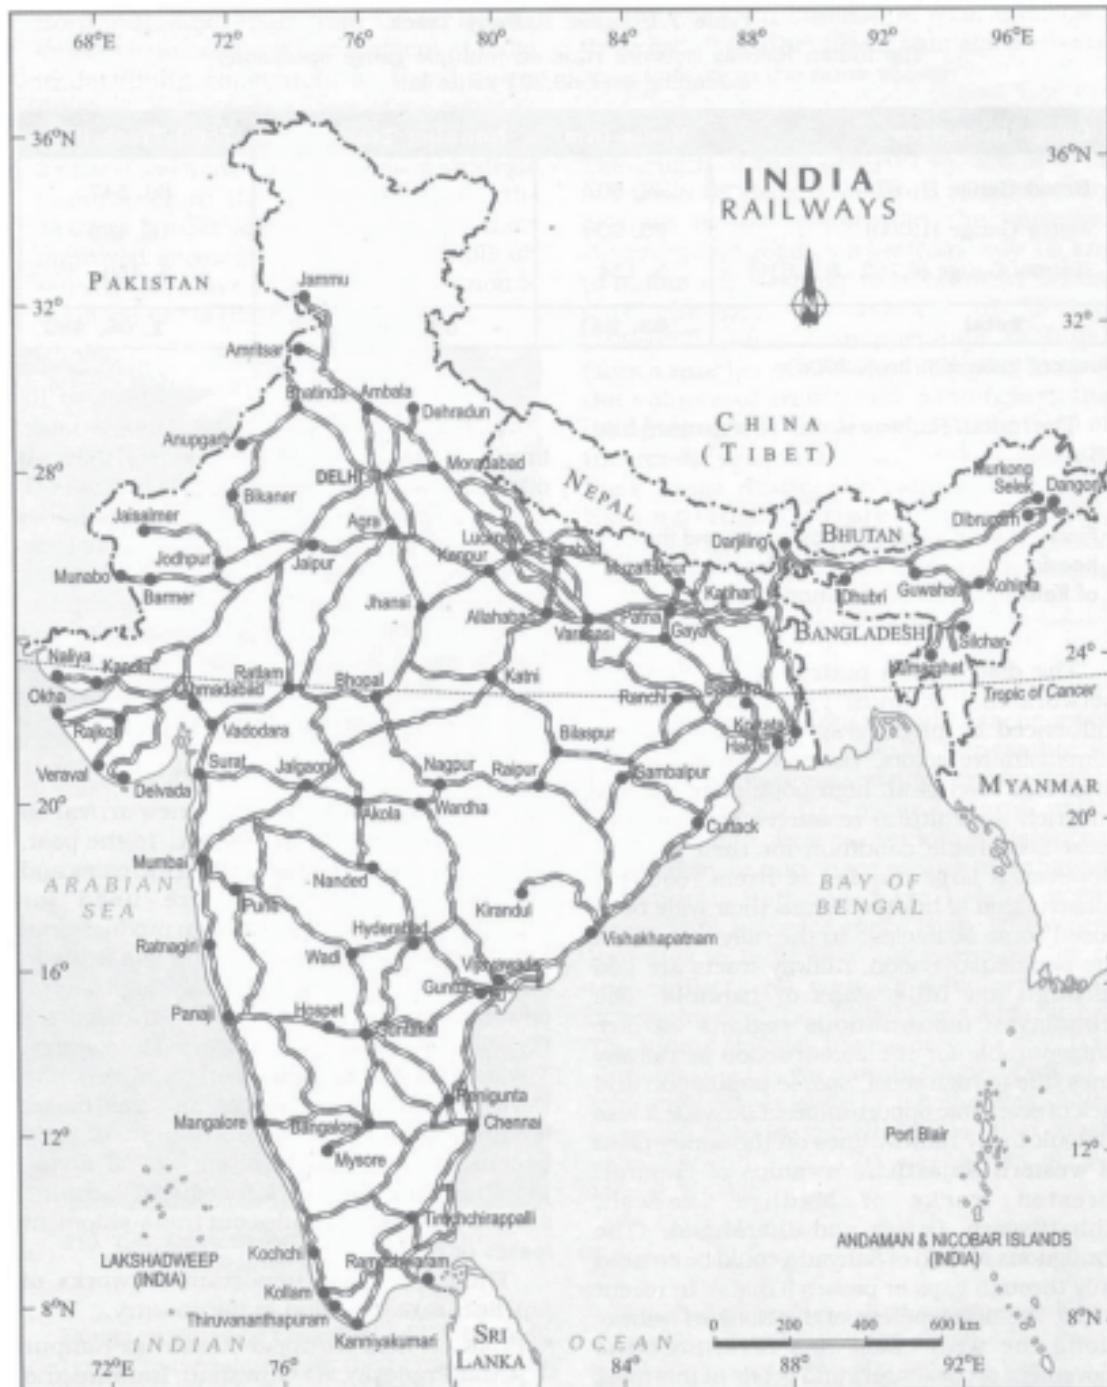 68°E 72° 76° 80° 84° 88° 92° 96°E
36°N
36°N
INDIA
RAILWAYS
PAKISTAN
Jammu
32°
32°
Amritsar
Bhatinda
Ambala
Dehradun
CHINA
(TIBET)
Anupgarh
28°
DELHI
Moradabad
NEPAL
Murkong
Selek
Dangori
Bikaner
Jaisalmer
Agra
Lucknow
Darjiling
BHUTAN
Dibrugarh
Jodhpur
Jaipur
Kanpur
Muzaffarpur
Munabo
Barmer
Katihar
Dhubri
Guwahati
Kohima
Jhansi
Allahabad
Varanasi
Patna
Gaya
BANGLADESH
Silchar
24°
Naliya
Kandla
Kumarghat
Okha
Ahmadabad
Ratlam
Bhopal
Katni
Ranchi
Tropic of Cancer
Rajkot
Vadodara
Bilaspur
Kolkata
Haldia
Veraval
Surat
Jalgaon
Nagpur
Raipur
Sambalpur
MYANMAR
Delvada
20°
Akola
Wardha
Cuttack
20°
Mumbai
ARABIAN
SEA
Nanded
Pune
Kirandul
BAY OF
BENGAL
Hyderabad
Vishakhapatnam
Ratnagiri
Wadi
Vijayawada
16°
16°
Guntur
Panaji
Hospet
Guntakal
Renigunta
Mangalore
Bangalore
Chennai
12°
Port Blair
12°
Mysore
Tiruchchirappalli
LAKSHADWEEP
(INDIA)
Kochchi
Rameshwaram
ANDAMAN & NICOBAR ISLANDS
(INDIA)
Kollam
8°N
Thiruvananthapuram
Kanniyakumari
8°N
SRI
LANKA
INDIAN OCEAN
200 400 600 km
72°E 76° 84° 88° 92°E